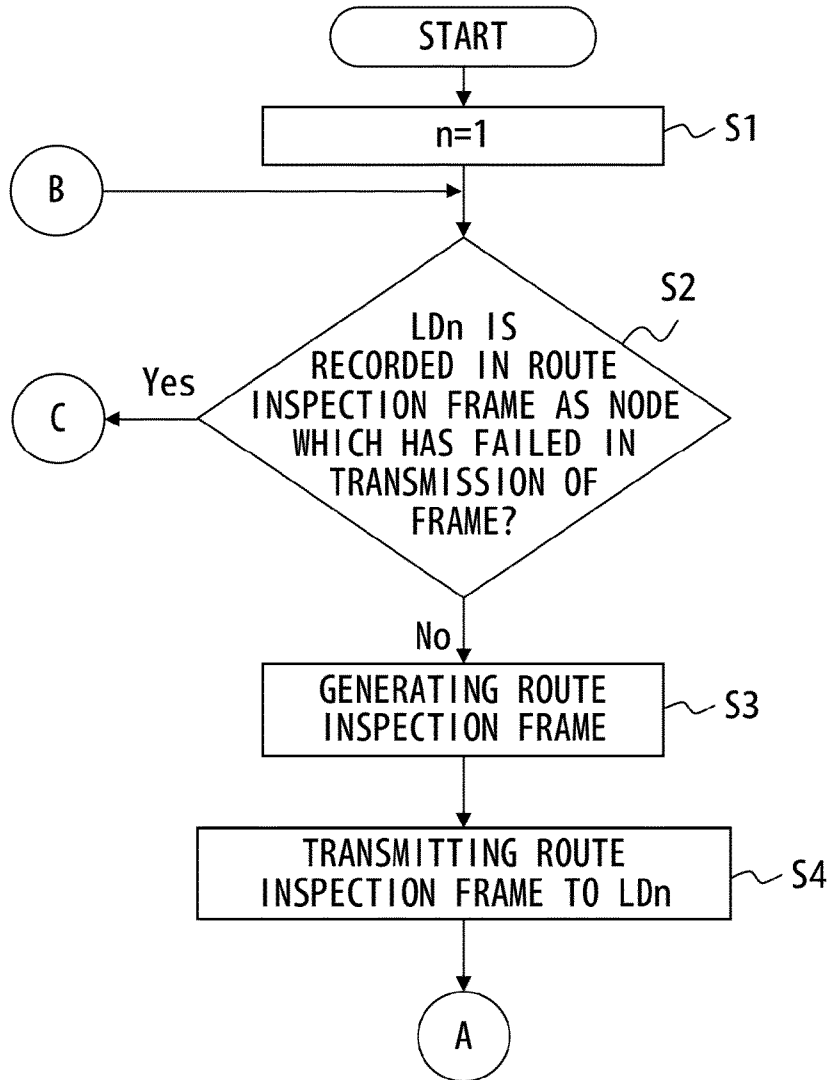 START
n=1
S1
B
S2
LDn IS
RECORDED IN ROUTE
INSPECTION FRAME AS NODE
WHICH HAS FAILED IN
TRANSMISSION OF
FRAME?
Yes
C
No
GENERATING ROUTE
INSPECTION FRAME
S3
TRANSMITTING ROUTE
INSPECTION FRAME TO LDn
S4
A